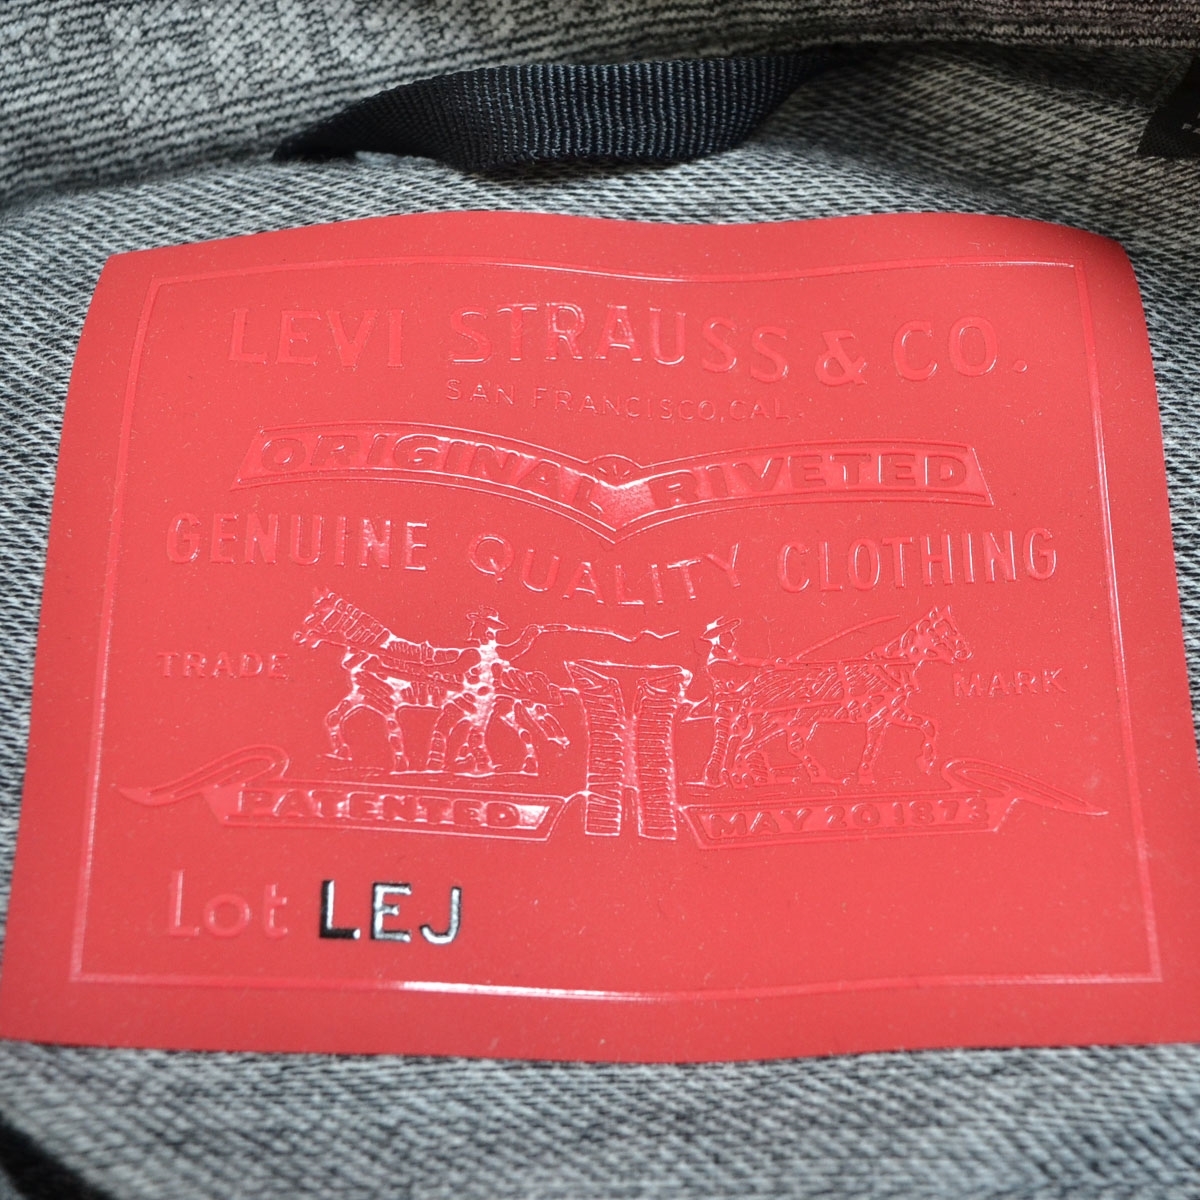 LEVI STRAUSS & CO.
SAN FRANCISCO, CAL.
ORIGINAL RIVETED
GENUINE QUALITY CLOTHING
TRADE MARK
PATENTED MAY 20 1873
Lot LEJ